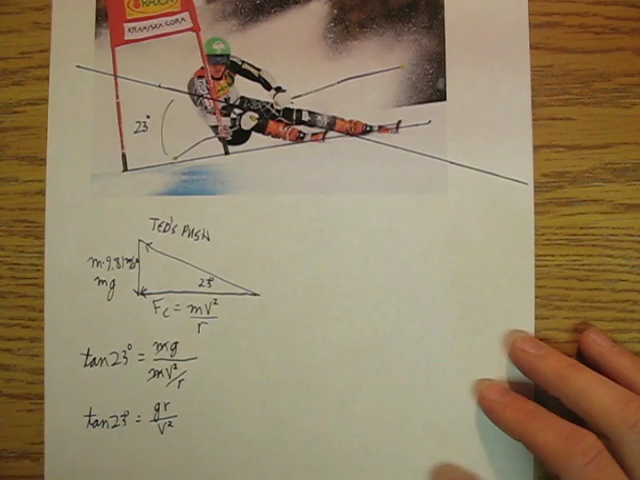 RAUCH
KRANJSKA GORA
23°
TED'S PUSH
m·9.81m/s²
mg
23°
Fc = mv²/r
tan23° = mg / mv²/r
tan23° = gr/v²